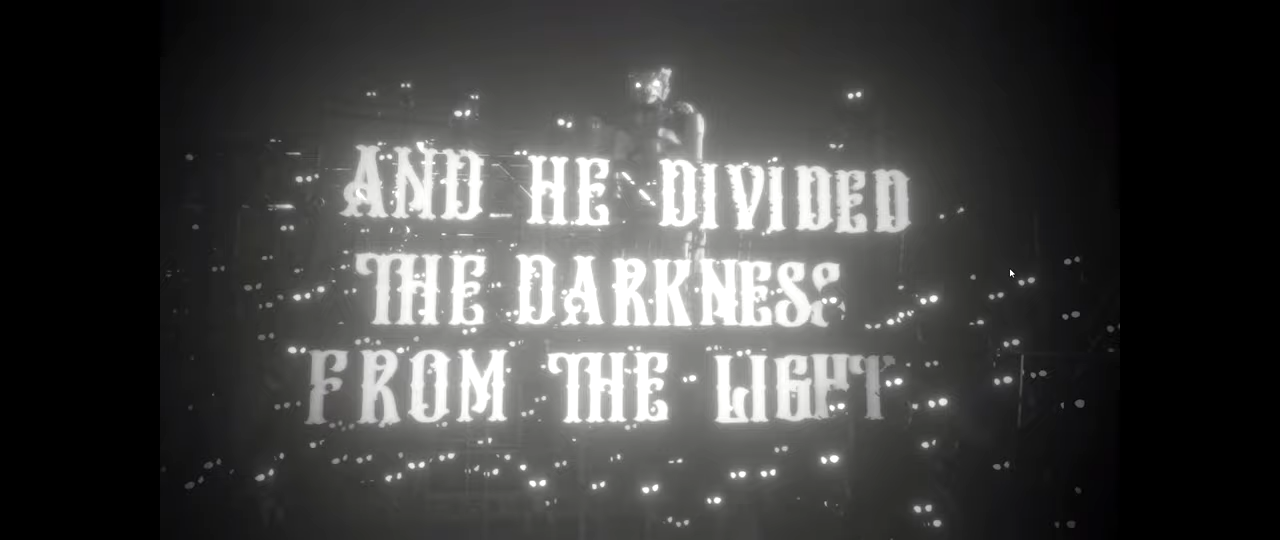 AND HE DIVIDED
THE DARKNESS
FROM THE LIGHT